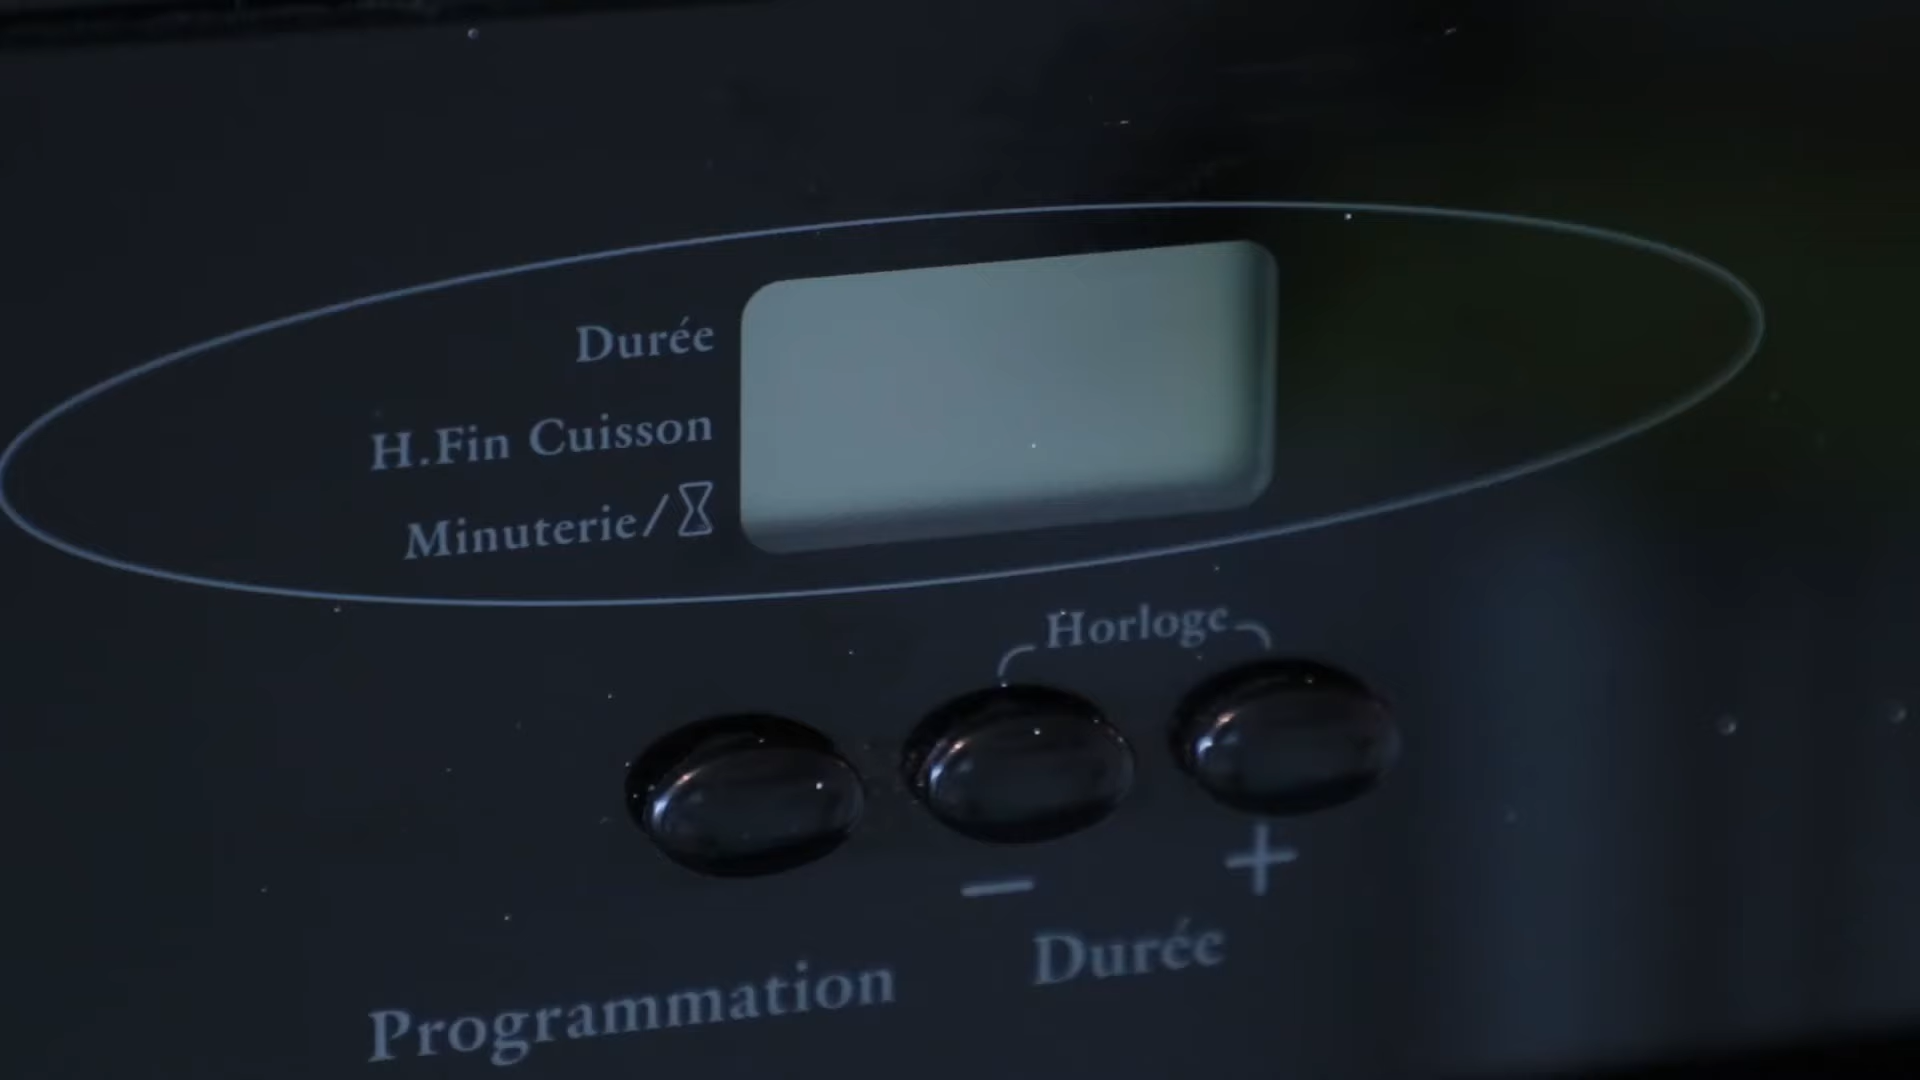 Durée
H.Fin Cuisson
Minuterie/⌛
Horloge
− +
Durée
Programmation